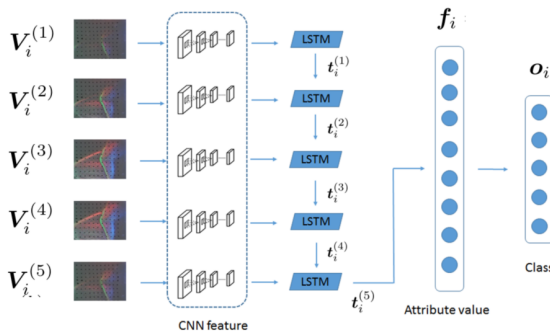 V_i^(1)
LSTM
t_i^(1)
V_i^(2)
LSTM
t_i^(2)
V_i^(3)
LSTM
t_i^(3)
V_i^(4)
LSTM
t_i^(4)
V_i^(5)
LSTM
t_i^(5)
CNN feature
f_i
Attribute value
o_i
Class